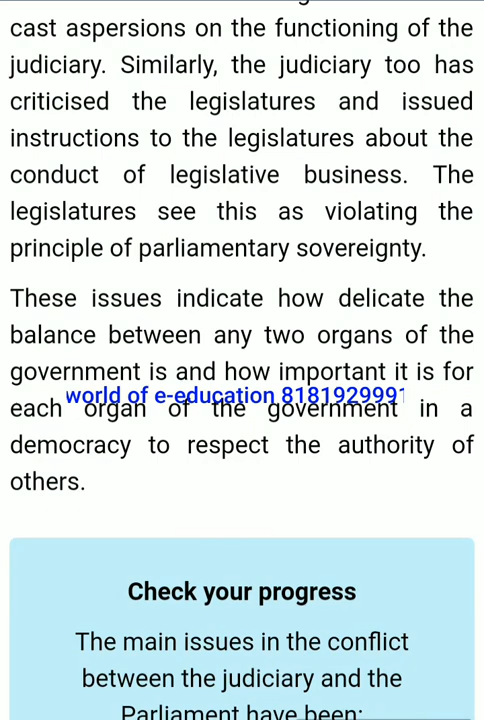 cast aspersions on the functioning of the
judiciary. Similarly, the judiciary too has
criticised the legislatures and issued
instructions to the legislatures about the
conduct of legislative business. The
legislatures see this as violating the
principle of parliamentary sovereignty.
These issues indicate how delicate the
balance between any two organs of the
government is and how important it is for
world of e-education 8181929991
each organ of the government in a
democracy to respect the authority of
others.
Check your progress
The main issues in the conflict
between the judiciary and the
Parliament have been: